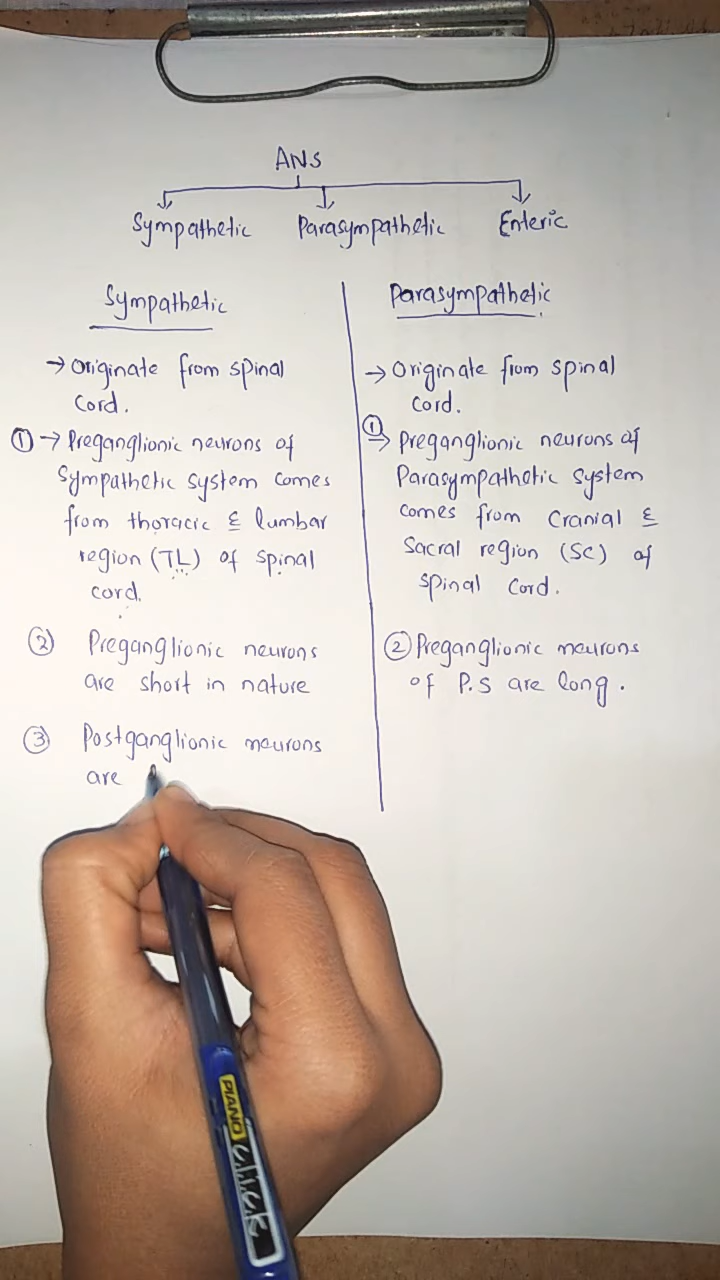 ANS
Sympathetic Parasympathetic Enteric
Sympathetic
→ Originate from spinal
cord.
① → Preganglionic neurons of
Sympathetic system comes
from thoracic & lumbar
region (TL) of spinal
cord.
② Preganglionic neurons
are short in nature
③ Postganglionic neurons
are
Parasympathetic
→ Originate from spinal
cord.
① → Preganglionic neurons of
Parasympathetic system
comes from Cranial &
Sacral region (SC) of
spinal Cord.
② Preganglionic neurons
of P.S are long.
PIANO click